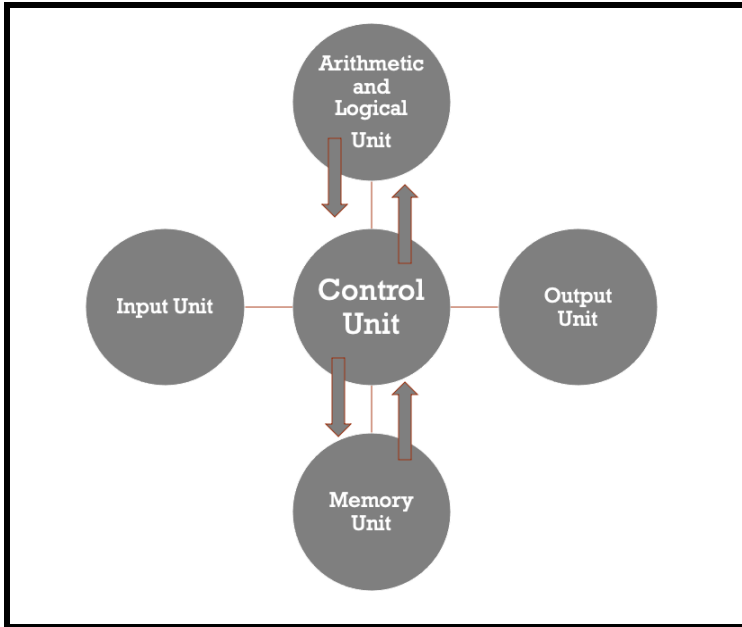 Arithmetic
and
Logical
Unit
Input Unit
Control
Unit
Output
Unit
Memory
Unit